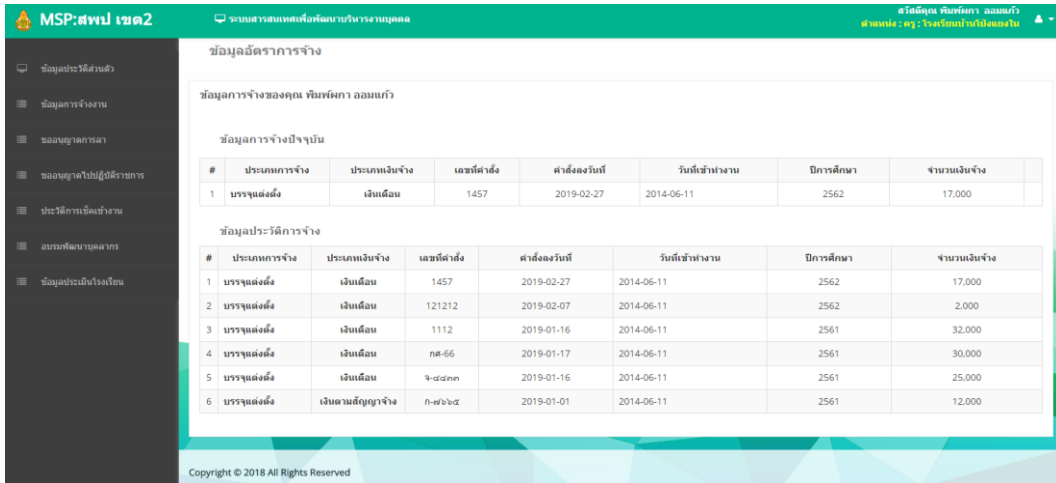 MSP:สพป เขต2
ระบบสารสนเทศเพื่อพัฒนาบริหารงานบุคคล
สวัสดีคุณ พิมพ์ผกา ออมแก้ว
ตำแหน่ง : ครู : โรงเรียนบ้านโป่งแยงใน
ข้อมูลประวัติส่วนตัว
ข้อมูลการจ้างงาน
ขออนุญาตการลา
ขออนุญาตไปปฏิบัติราชการ
ประวัติการเช็คเข้างาน
อบรมพัฒนาบุคลากร
ข้อมูลประเมินโรงเรียน
ข้อมูลอัตราการจ้าง
ข้อมูลการจ้างของคุณ พิมพ์ผกา ออมแก้ว
ข้อมูลการจ้างปัจจุบัน
# ประเภทการจ้าง ประเภทเงินจ้าง เลขที่คำสั่ง คำสั่งลงวันที่ วันที่เข้าทำงาน ปีการศึกษา จำนวนเงินจ้าง
1 บรรจุแต่งตั้ง เงินเดือน 1457 2019-02-27 2014-06-11 2562 17,000
ข้อมูลประวัติการจ้าง
# ประเภทการจ้าง ประเภทเงินจ้าง เลขที่คำสั่ง คำสั่งลงวันที่ วันที่เข้าทำงาน ปีการศึกษา จำนวนเงินจ้าง
1 บรรจุแต่งตั้ง เงินเดือน 1457 2019-02-27 2014-06-11 2562 17,000
2 บรรจุแต่งตั้ง เงินเดือน 121212 2019-02-07 2014-06-11 2562 2,000
3 บรรจุแต่งตั้ง เงินเดือน 1112 2019-01-16 2014-06-11 2561 32,000
4 บรรจุแต่งตั้ง เงินเดือน กศ-66 2019-01-17 2014-06-11 2561 30,000
5 บรรจุแต่งตั้ง เงินเดือน จ-๔๔๓๓ 2019-01-16 2014-06-11 2561 25,000
6 บรรจุแต่งตั้ง เงินตามสัญญาจ้าง ก-๗๖๖๕ 2019-01-01 2014-06-11 2561 12,000
Copyright © 2018 All Rights Reserved